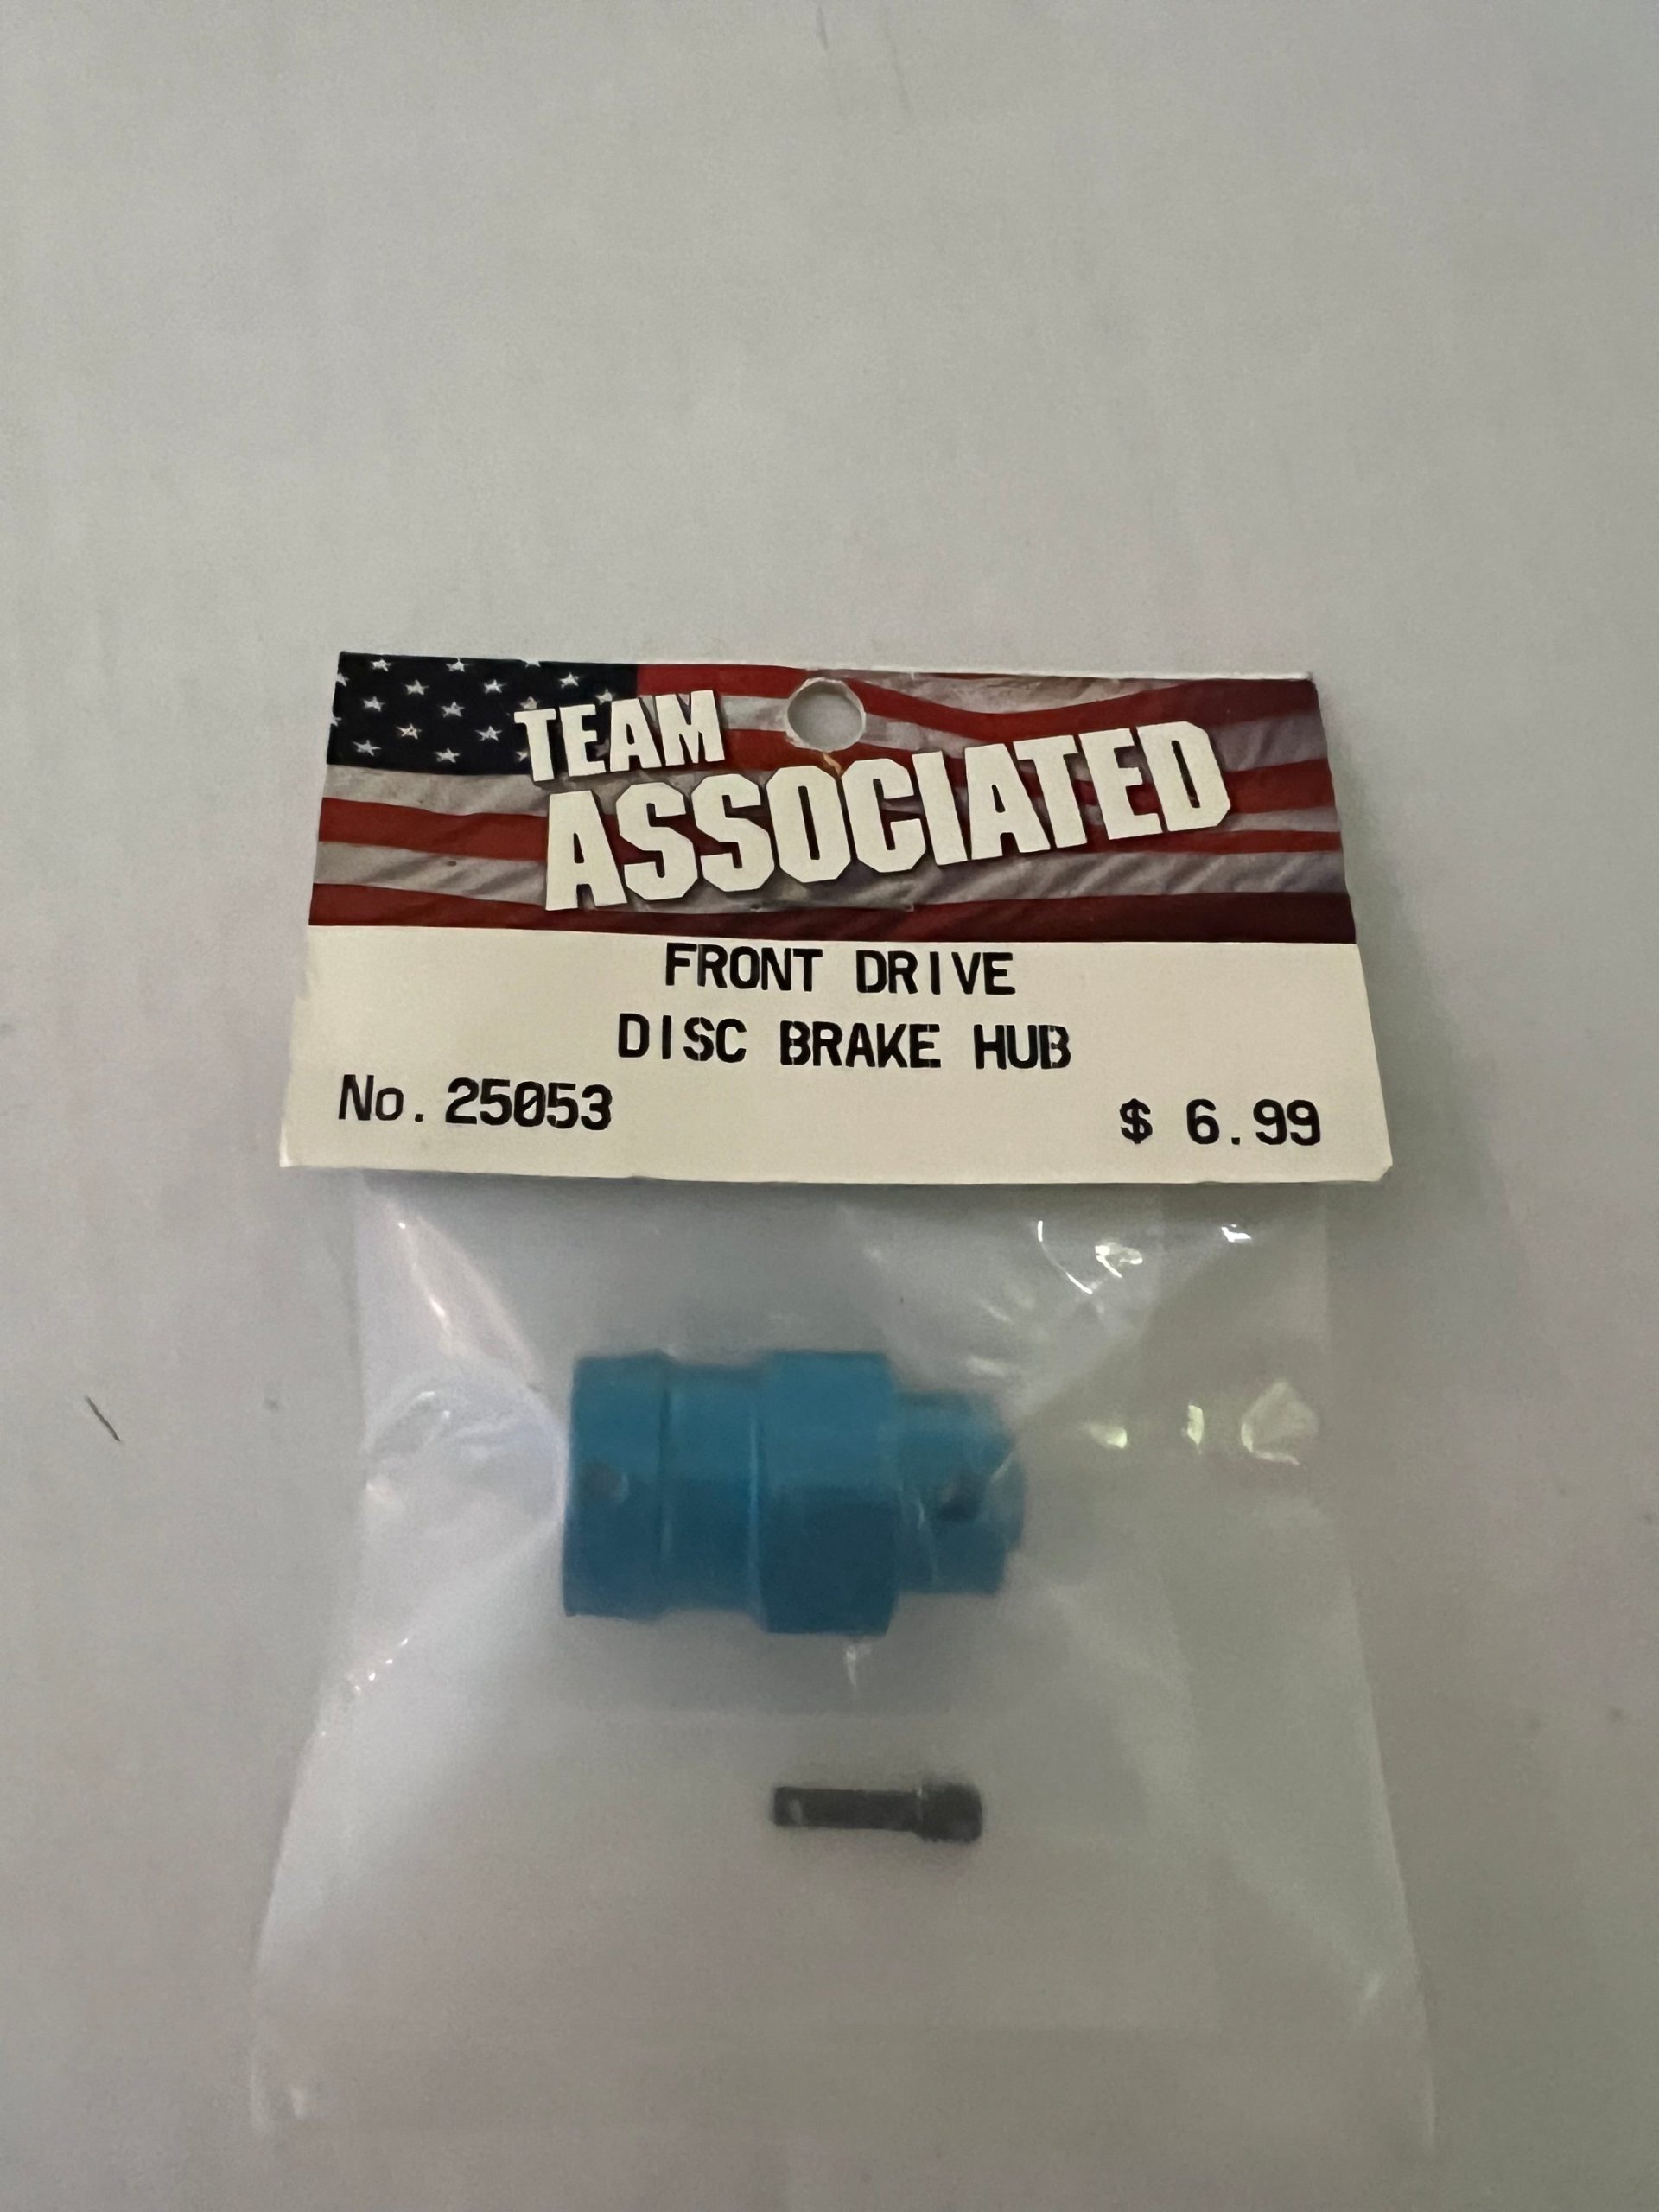 TEAM
ASSOCIATED
FRONT DRIVE
DISC BRAKE HUB
No. 25053 $ 6.99